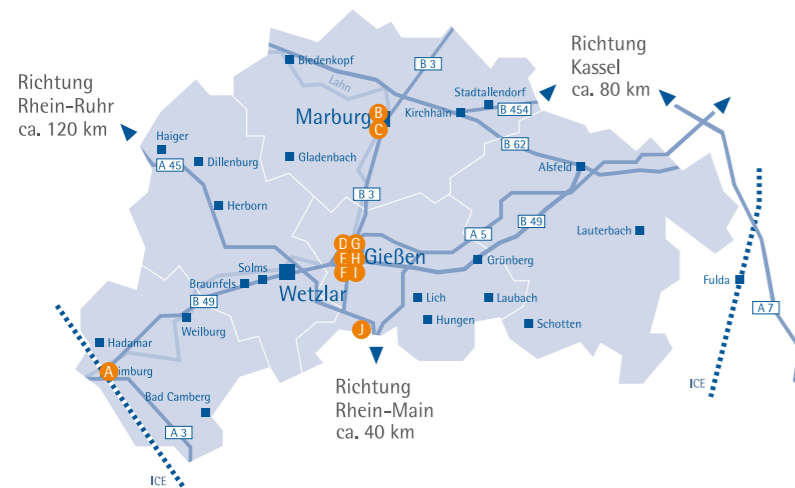 Richtung
Rhein-Ruhr
ca. 120 km
Richtung
Kassel
ca. 80 km
Biedenkopf
B 3
Lahn
Stadtallendorf
B 454
Marburg
B
C
Kirchhain
B 62
Haiger
A 45
Dillenburg
Gladenbach
Alsfeld
B 3
Herborn
B 49
A 5
Lauterbach
D G
E H
F I
Gießen
Grünberg
Solms
Braunfels
Wetzlar
Fulda
B 49
Lich
Laubach
A 7
Weilburg
Hungen
Schotten
J
Hadamar
A
Limburg
Richtung
Rhein-Main
ca. 40 km
ICE
Bad Camberg
A 3
ICE